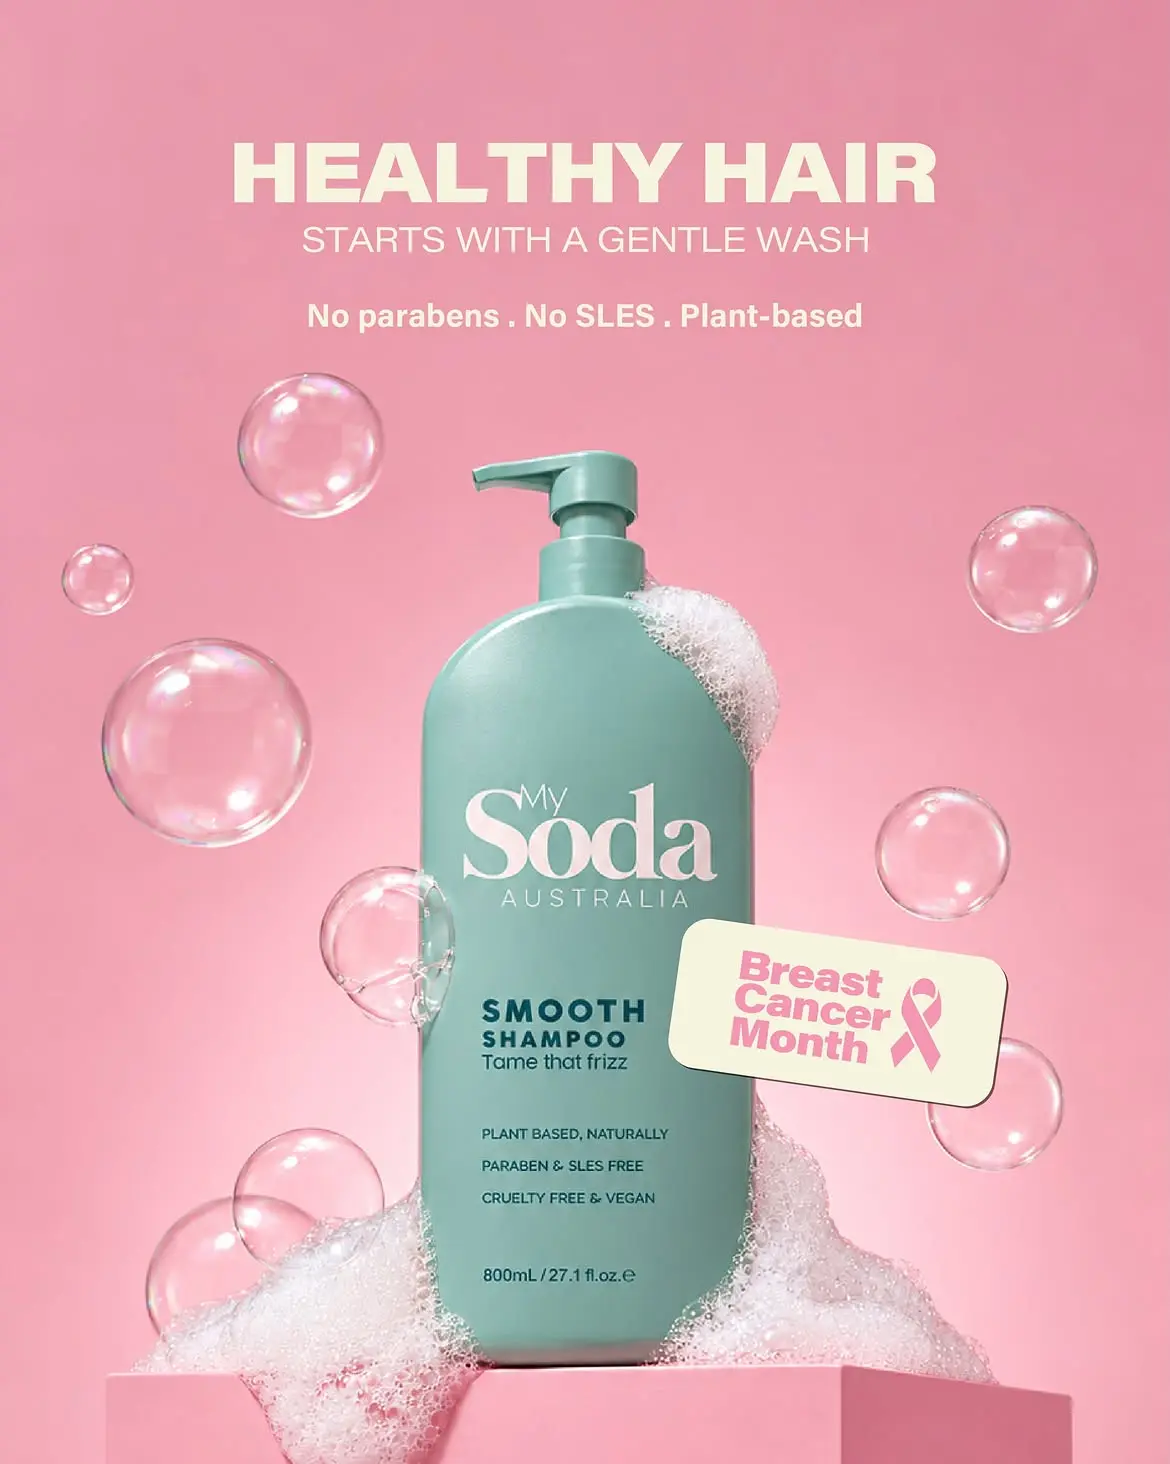 HEALTHY HAIR
STARTS WITH A GENTLE WASH
No parabens . No SLES . Plant-based
My
Soda
AUSTRALIA
SMOOTH
SHAMPOO
Tame that frizz
PLANT BASED, NATURALLY
PARABEN & SLES FREE
CRUELTY FREE & VEGAN
800mL / 27.1 fl.oz.℮
Breast
Cancer
Month